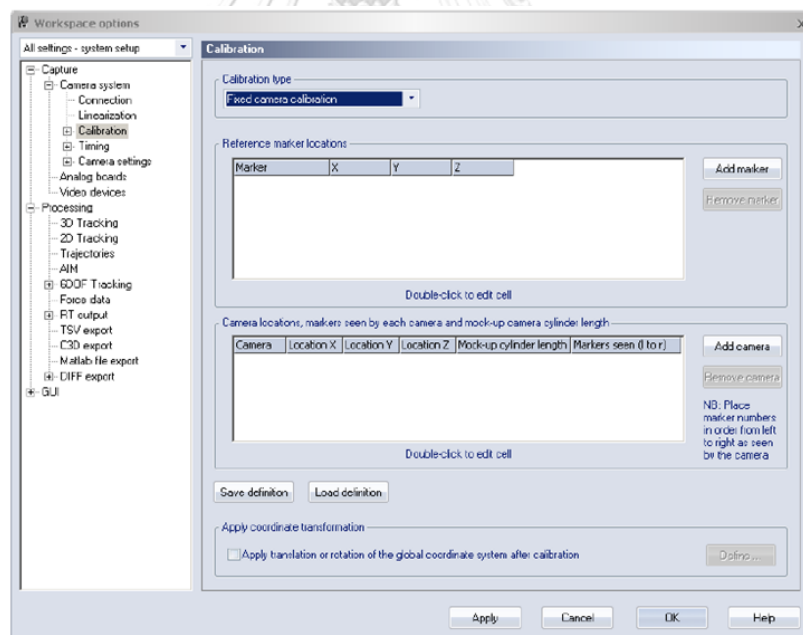 Workspace options
All settings - system setup
Capture
Camera system
Connection
Linearization
Calibration
Timing
Camera settings
Analog boards
Video devices
Processing
3D Tracking
2D Tracking
Trajectories
AIM
6DOF Tracking
Force data
RT output
TSV export
C3D export
Matlab file export
DIFF export
GUI
Calibration
Calibration type
Fixed camera calibration
Reference marker locations
Marker X Y Z
Add marker
Remove marker
Double-click to edit cell
Camera locations, markers seen by each camera and mock-up camera cylinder length
Camera Location X Location Y Location Z Mock-up cylinder length Markers seen (l to r)
Add camera
Remove camera
NB: Place
marker numbers
in order from left
to right as seen
by the camera
Double-click to edit cell
Save definition Load definition
Apply coordinate transformation
Apply translation or rotation of the global coordinate system after calibration
Define ...
Apply Cancel OK Help